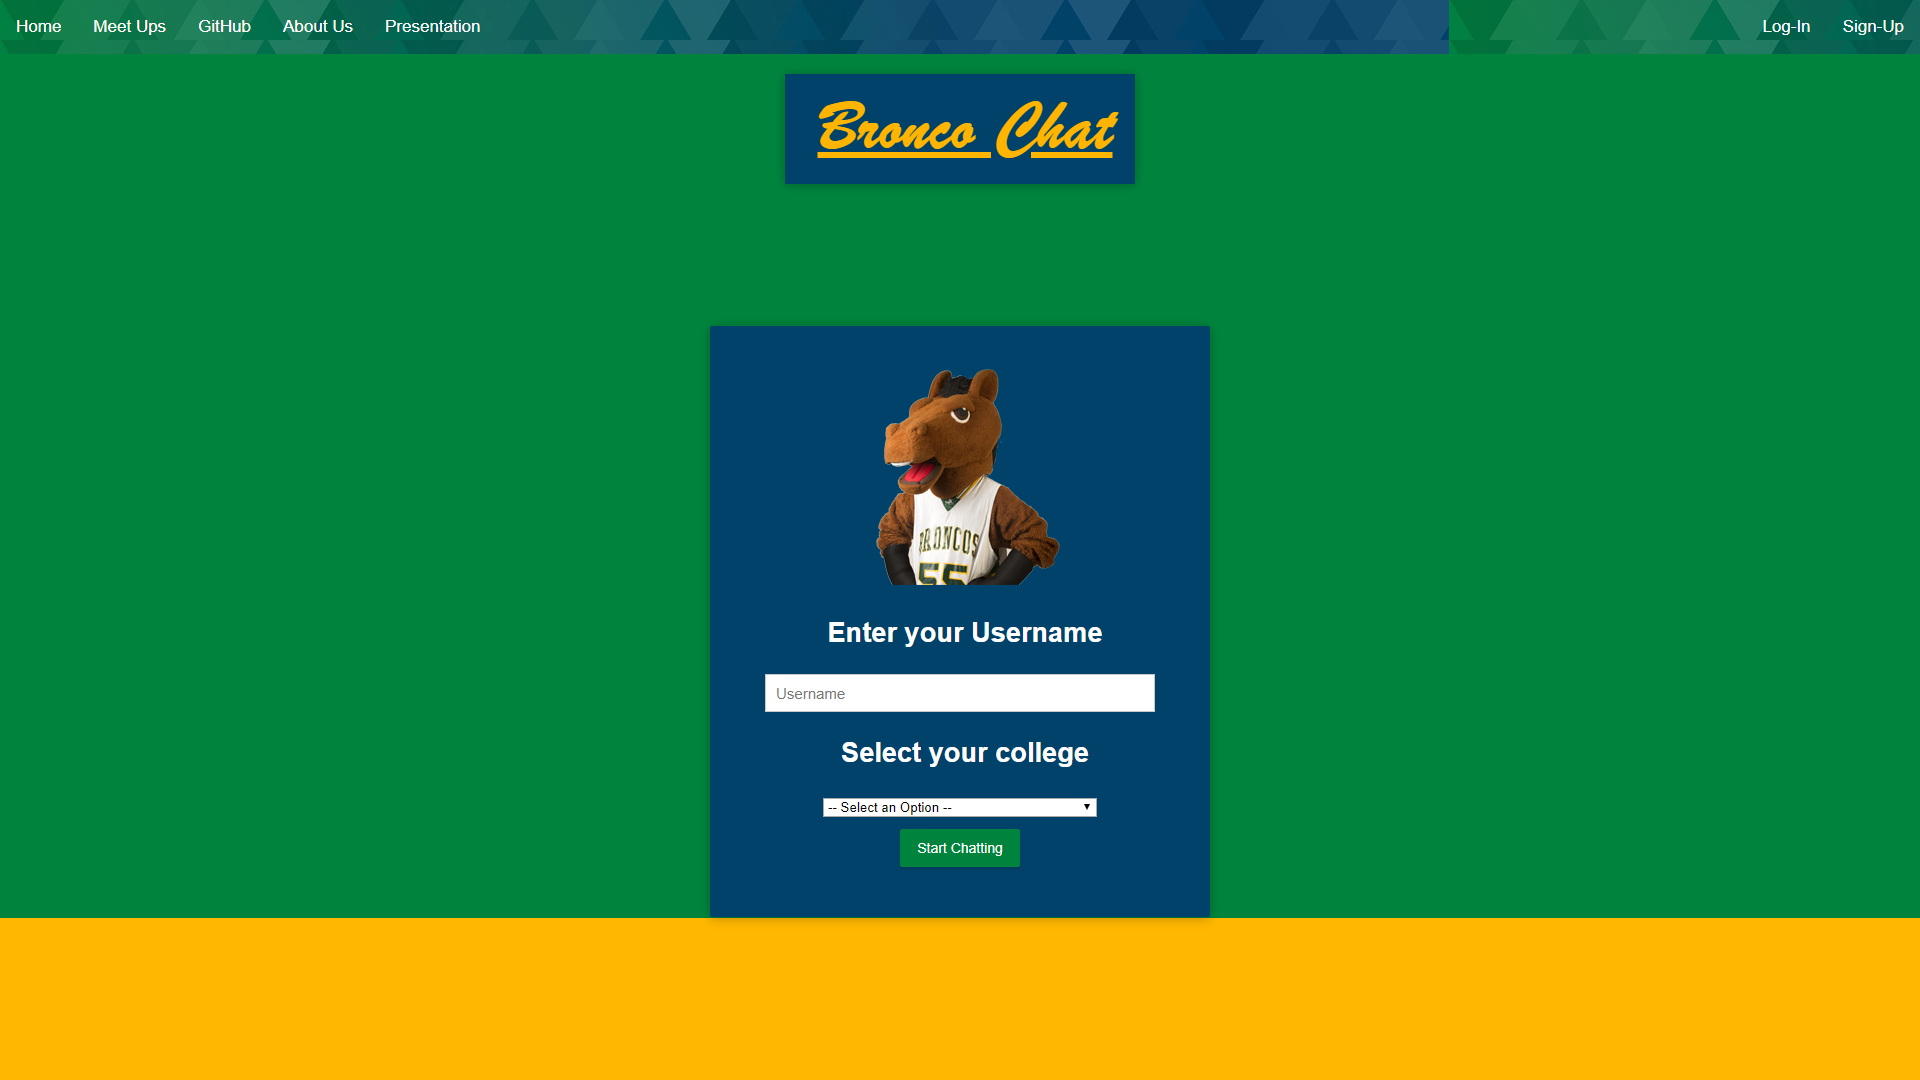 Home Meet Ups GitHub About Us Presentation Log-In Sign-Up
Bronco Chat
BRONCOS
55
Enter your Username
Username
Select your college
-- Select an Option --
Start Chatting